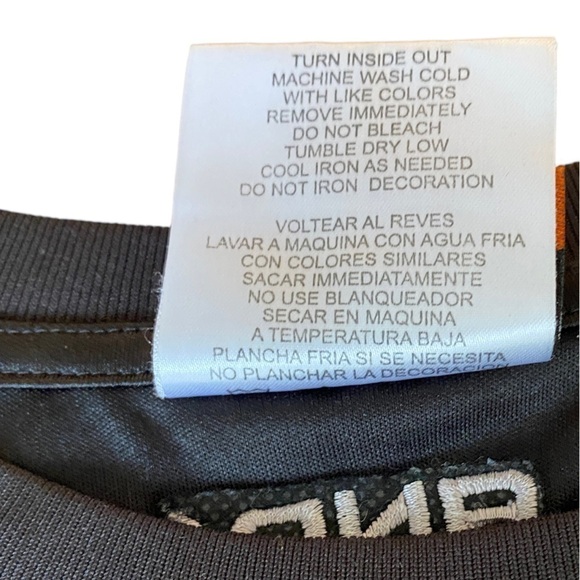 TURN INSIDE OUT
MACHINE WASH COLD
WITH LIKE COLORS
REMOVE IMMEDIATELY
DO NOT BLEACH
TUMBLE DRY LOW
COOL IRON AS NEEDED
DO NOT IRON DECORATION
VOLTEAR AL REVES
LAVAR A MAQUINA CON AGUA FRIA
CON COLORES SIMILARES
SACAR IMMEDIATAMENTE
NO USE BLANQUEADOR
SECAR EN MAQUINA
A TEMPERATURA BAJA
PLANCHA FRIA SI SE NECESITA
NO PLANCHAR LA DECORACION